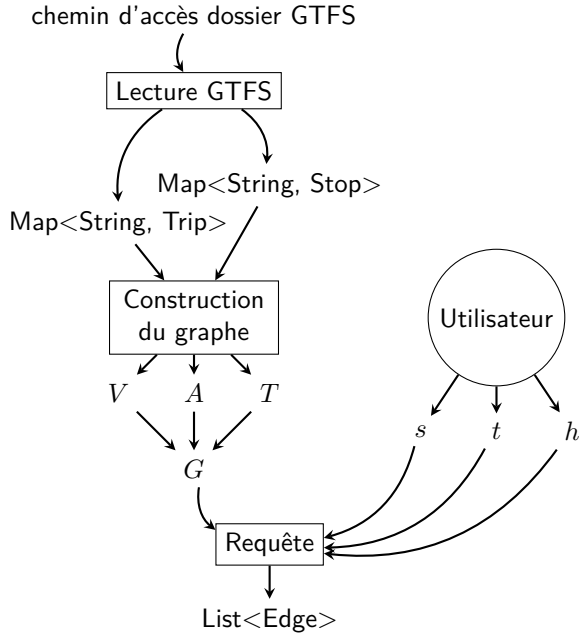 chemin d'accès dossier GTFS
Lecture GTFS
Map<String, Stop>
Map<String, Trip>
Construction
du graphe
Utilisateur
V A T
s t h
G
Requête
List<Edge>